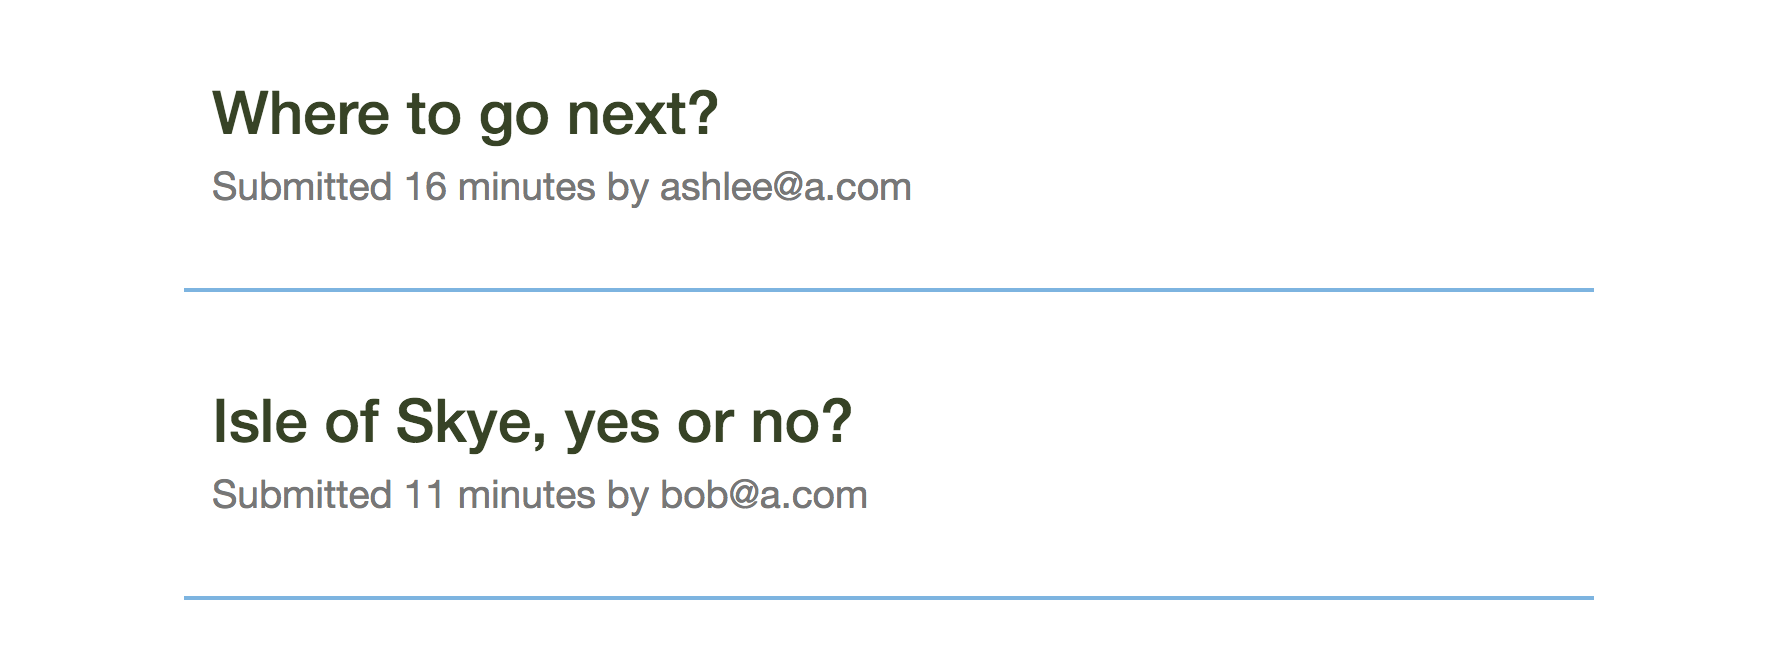 Where to go next?
Submitted 16 minutes by ashlee@a.com
Isle of Skye, yes or no?
Submitted 11 minutes by bob@a.com